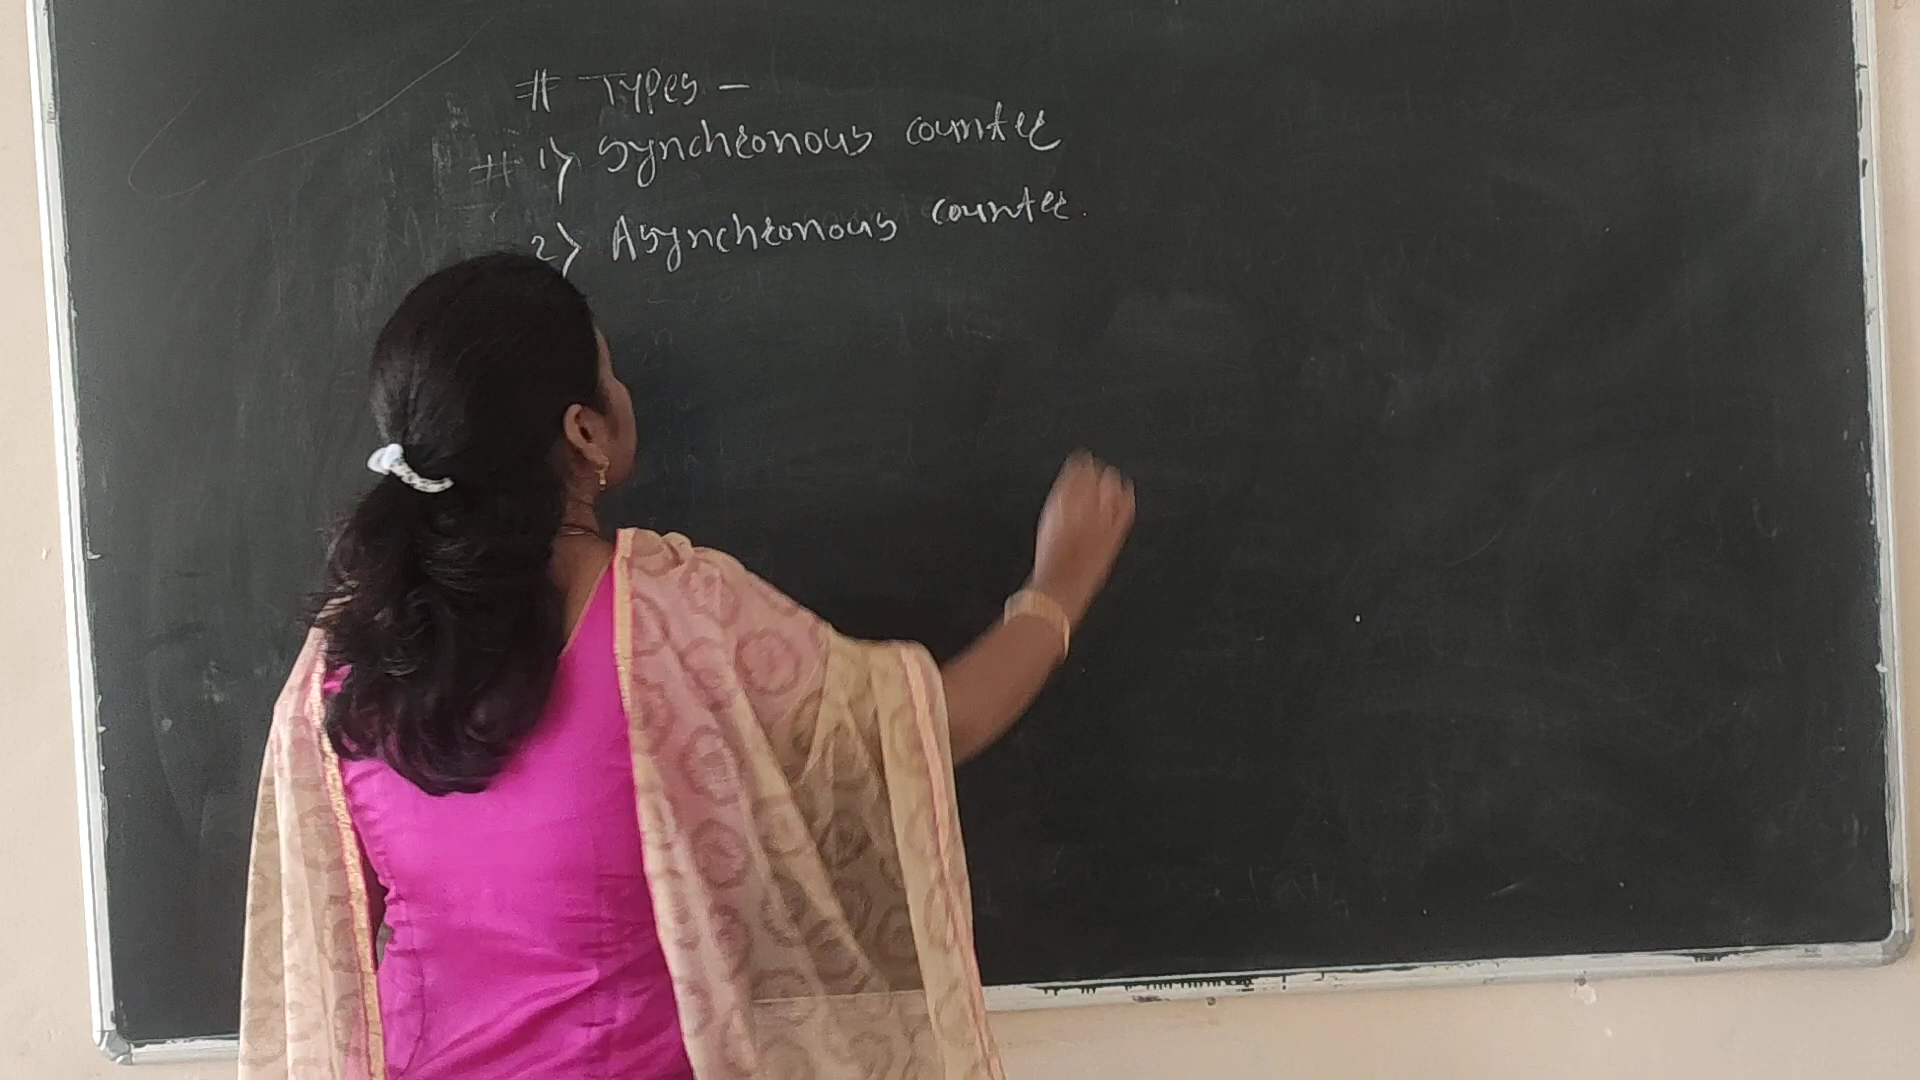 # Types -
# 1) Synchronous counter
2) Asynchronous counter.